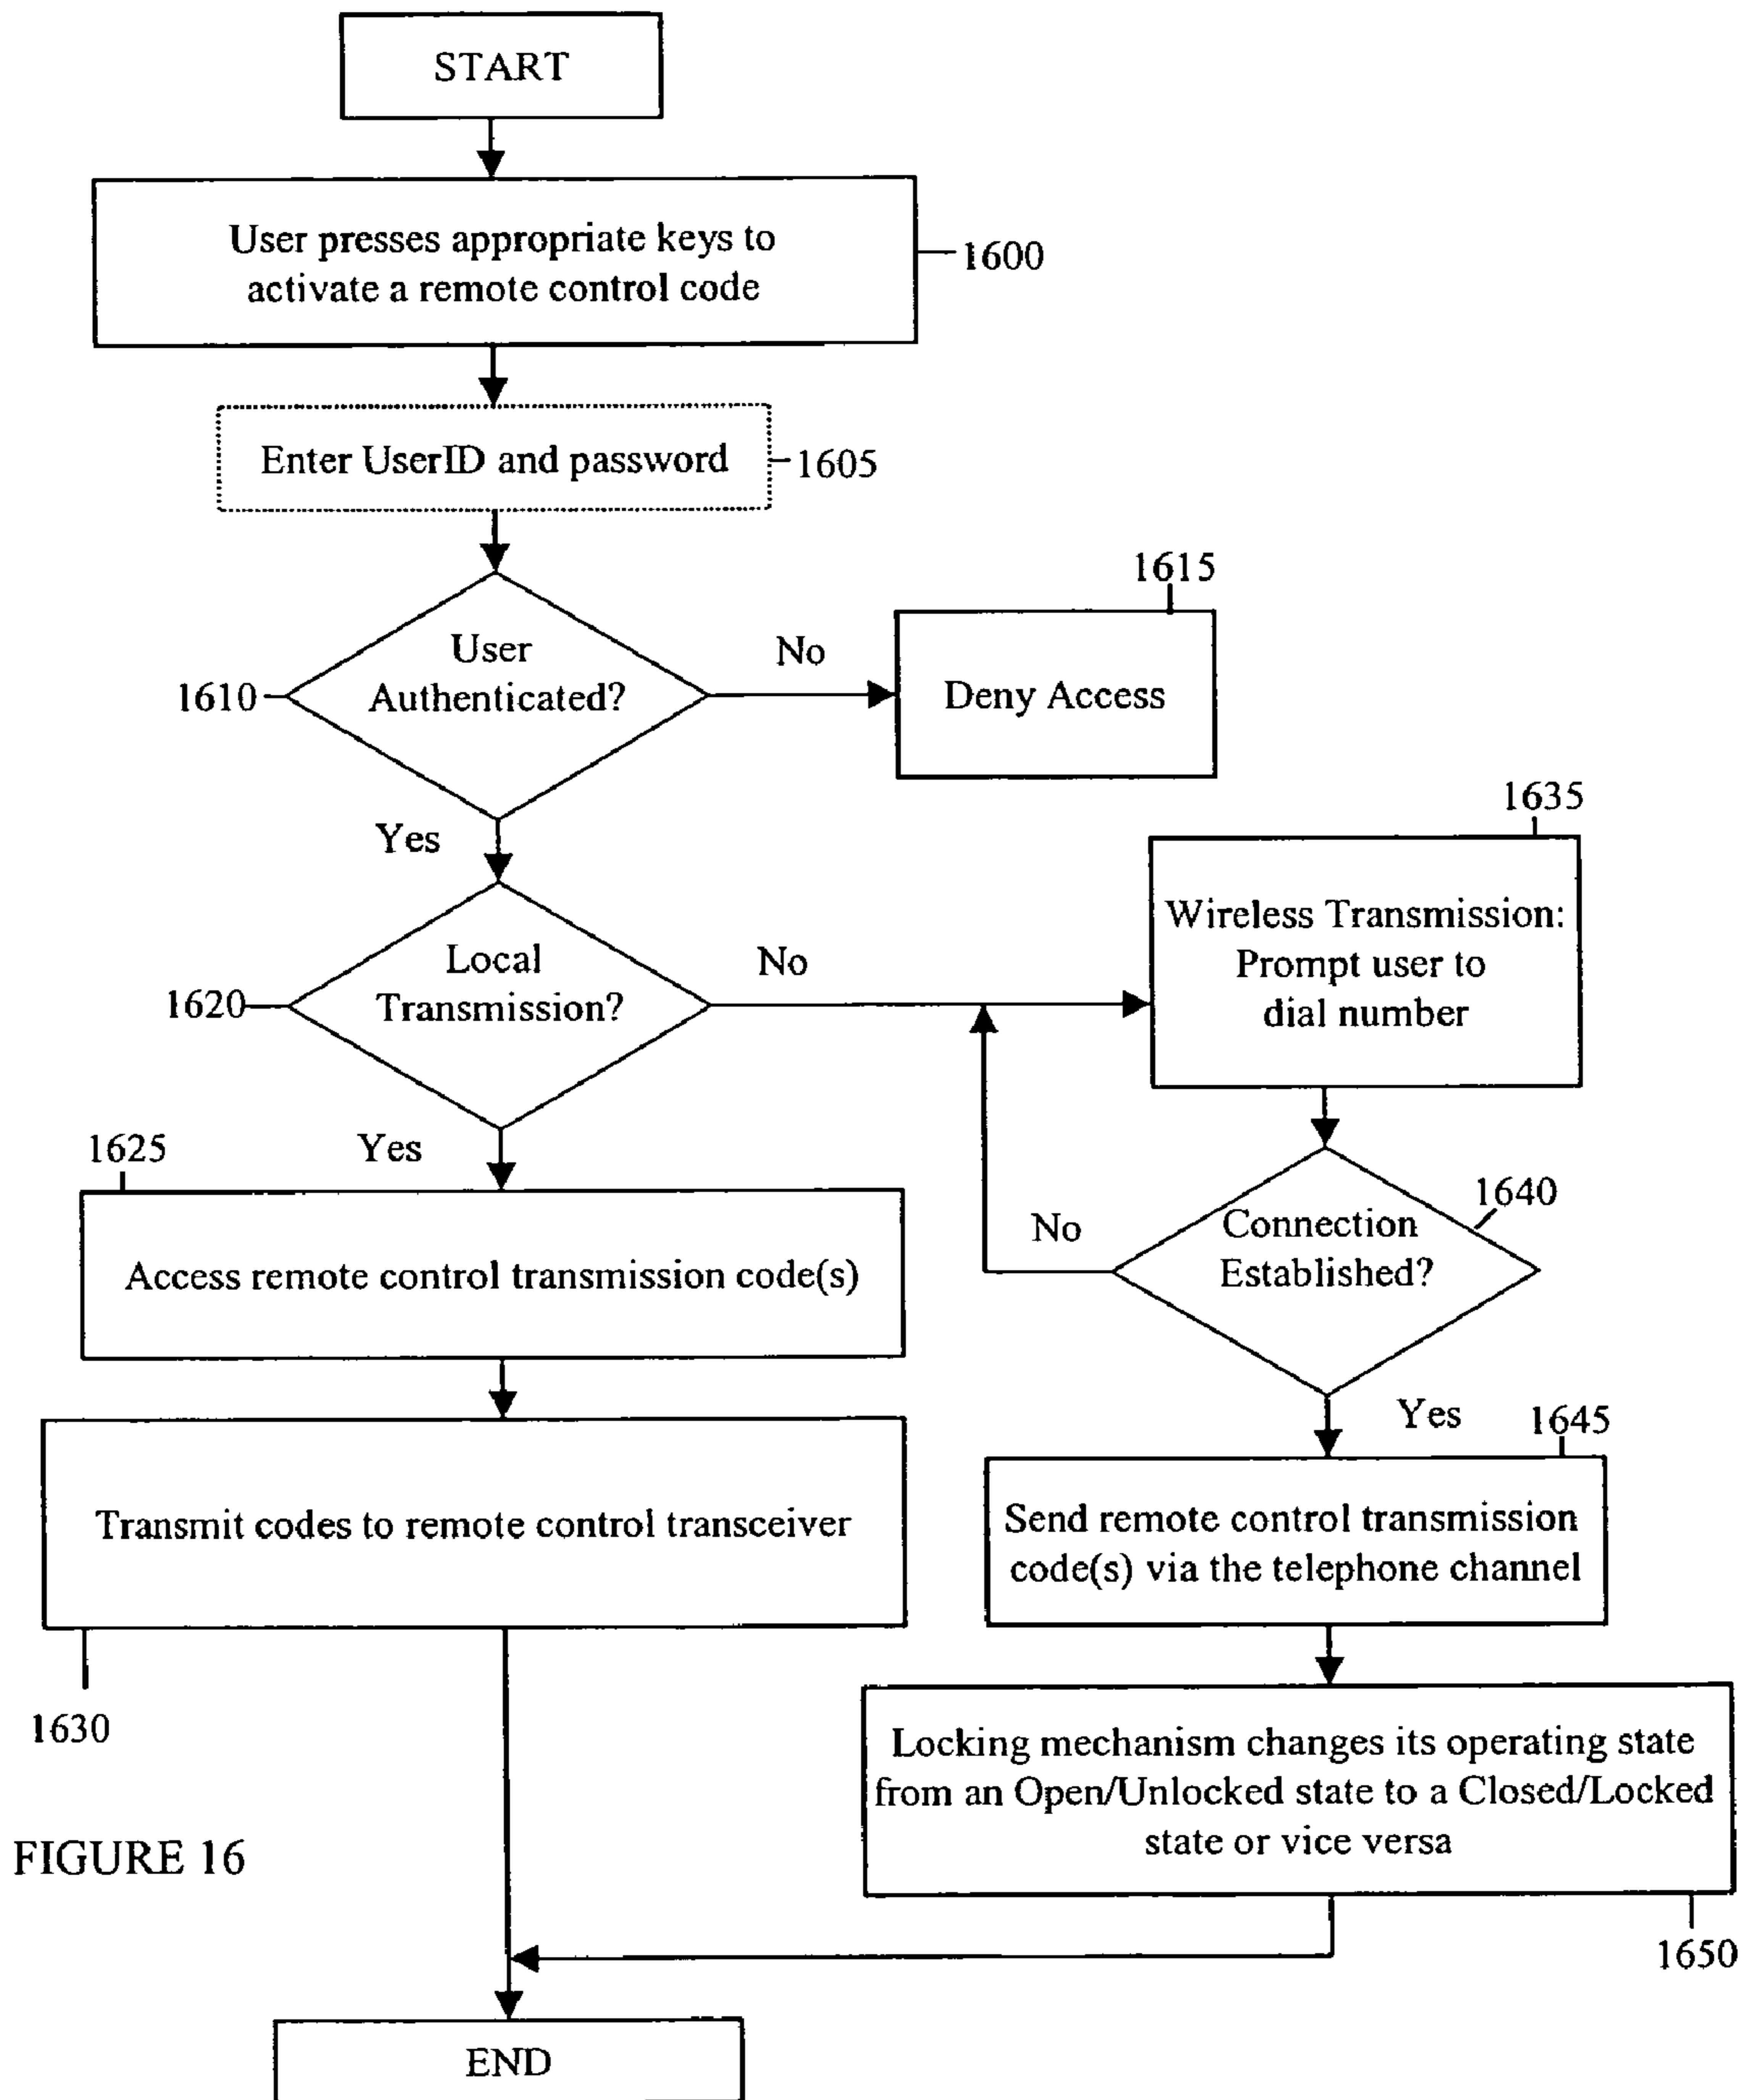 START
User presses appropriate keys to
activate a remote control code
1600
Enter UserID and password
1605
1615
User
Authenticated?
1610
No
Deny Access
Yes
1635
Local
Transmission?
1620
No
Wireless Transmission:
Prompt user to
dial number
1625
Yes
Access remote control transmission code(s)
1640
Connection
Established?
No
Yes
1645
Transmit codes to remote control transceiver
1630
Send remote control transmission
code(s) via the telephone channel
Locking mechanism changes its operating state
from an Open/Unlocked state to a Closed/Locked
state or vice versa
1650
FIGURE 16
END